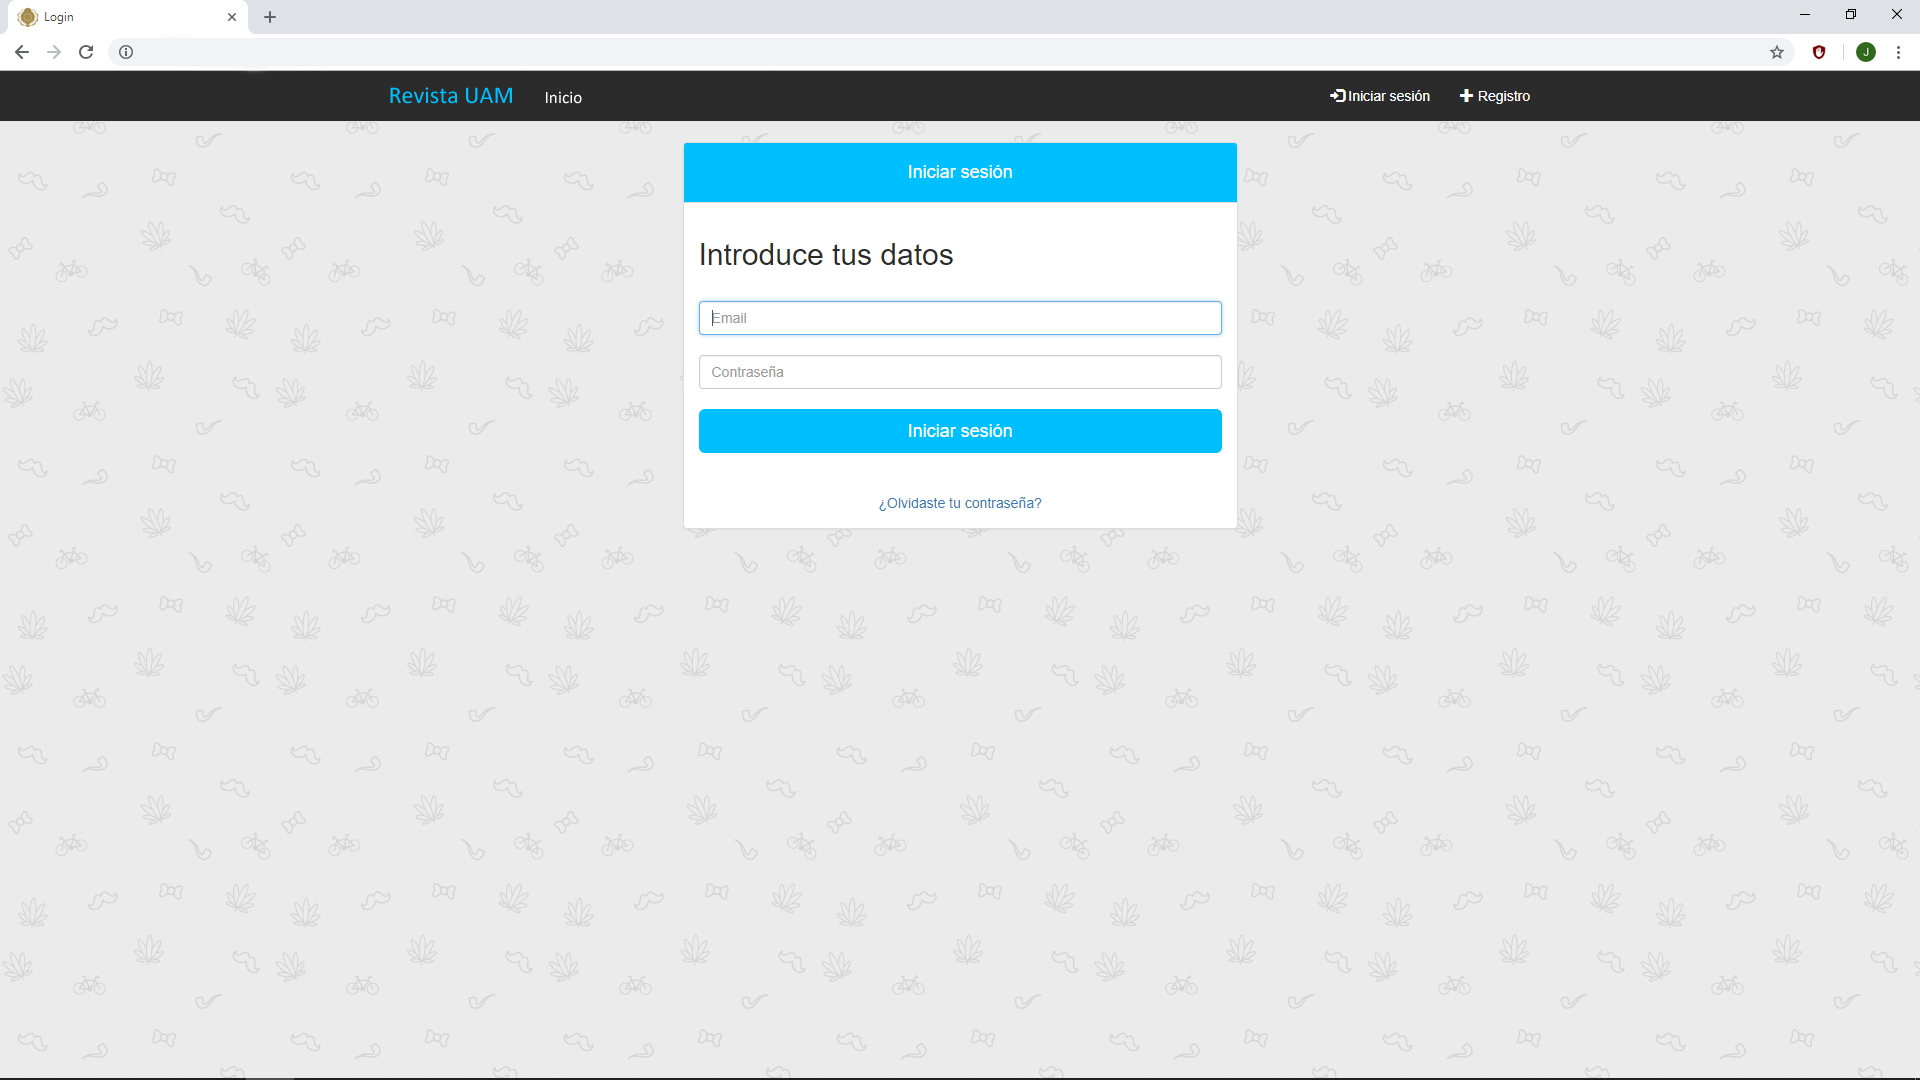 Login
J
Revista UAM Inicio Iniciar sesión Registro
Iniciar sesión
Introduce tus datos
Email
Contraseña
Iniciar sesión
¿Olvidaste tu contraseña?